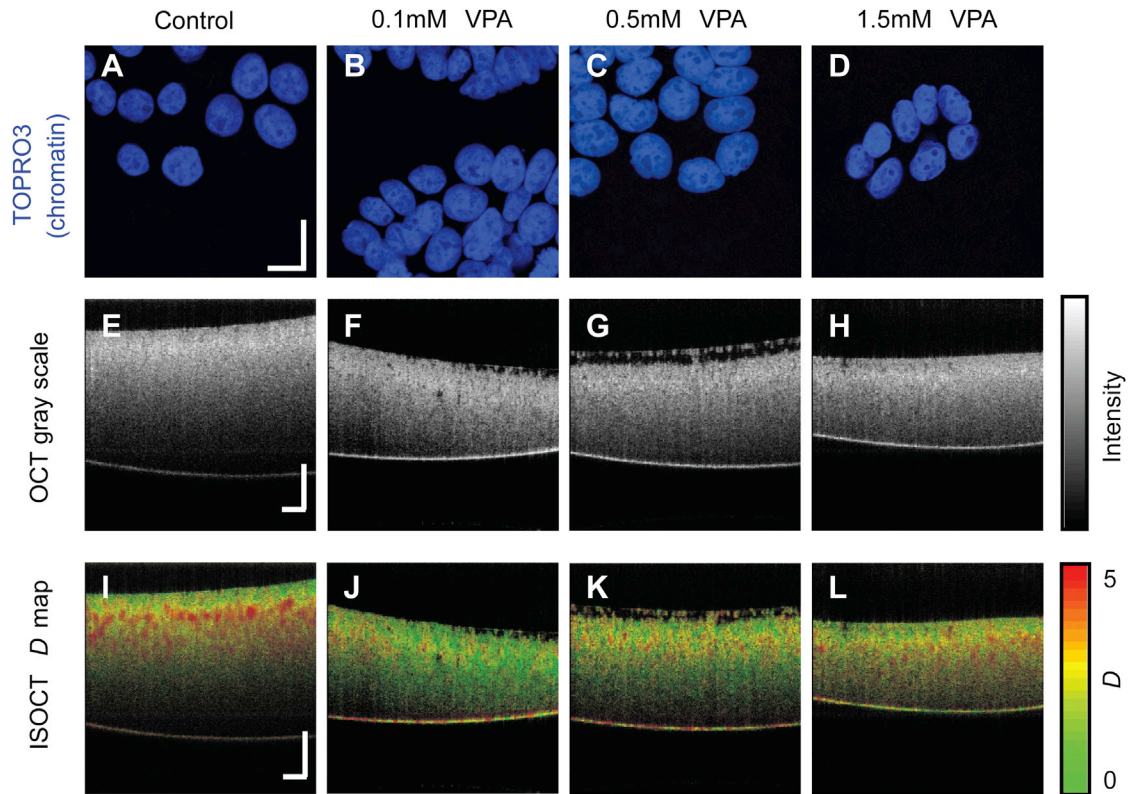 Control 0.1mM VPA 0.5mM VPA 1.5mM VPA
TOPRO3
(chromatin)
A B C D
OCT gray scale
E F G H
Intensity
ISOCT D map
I J K L
5
D
0